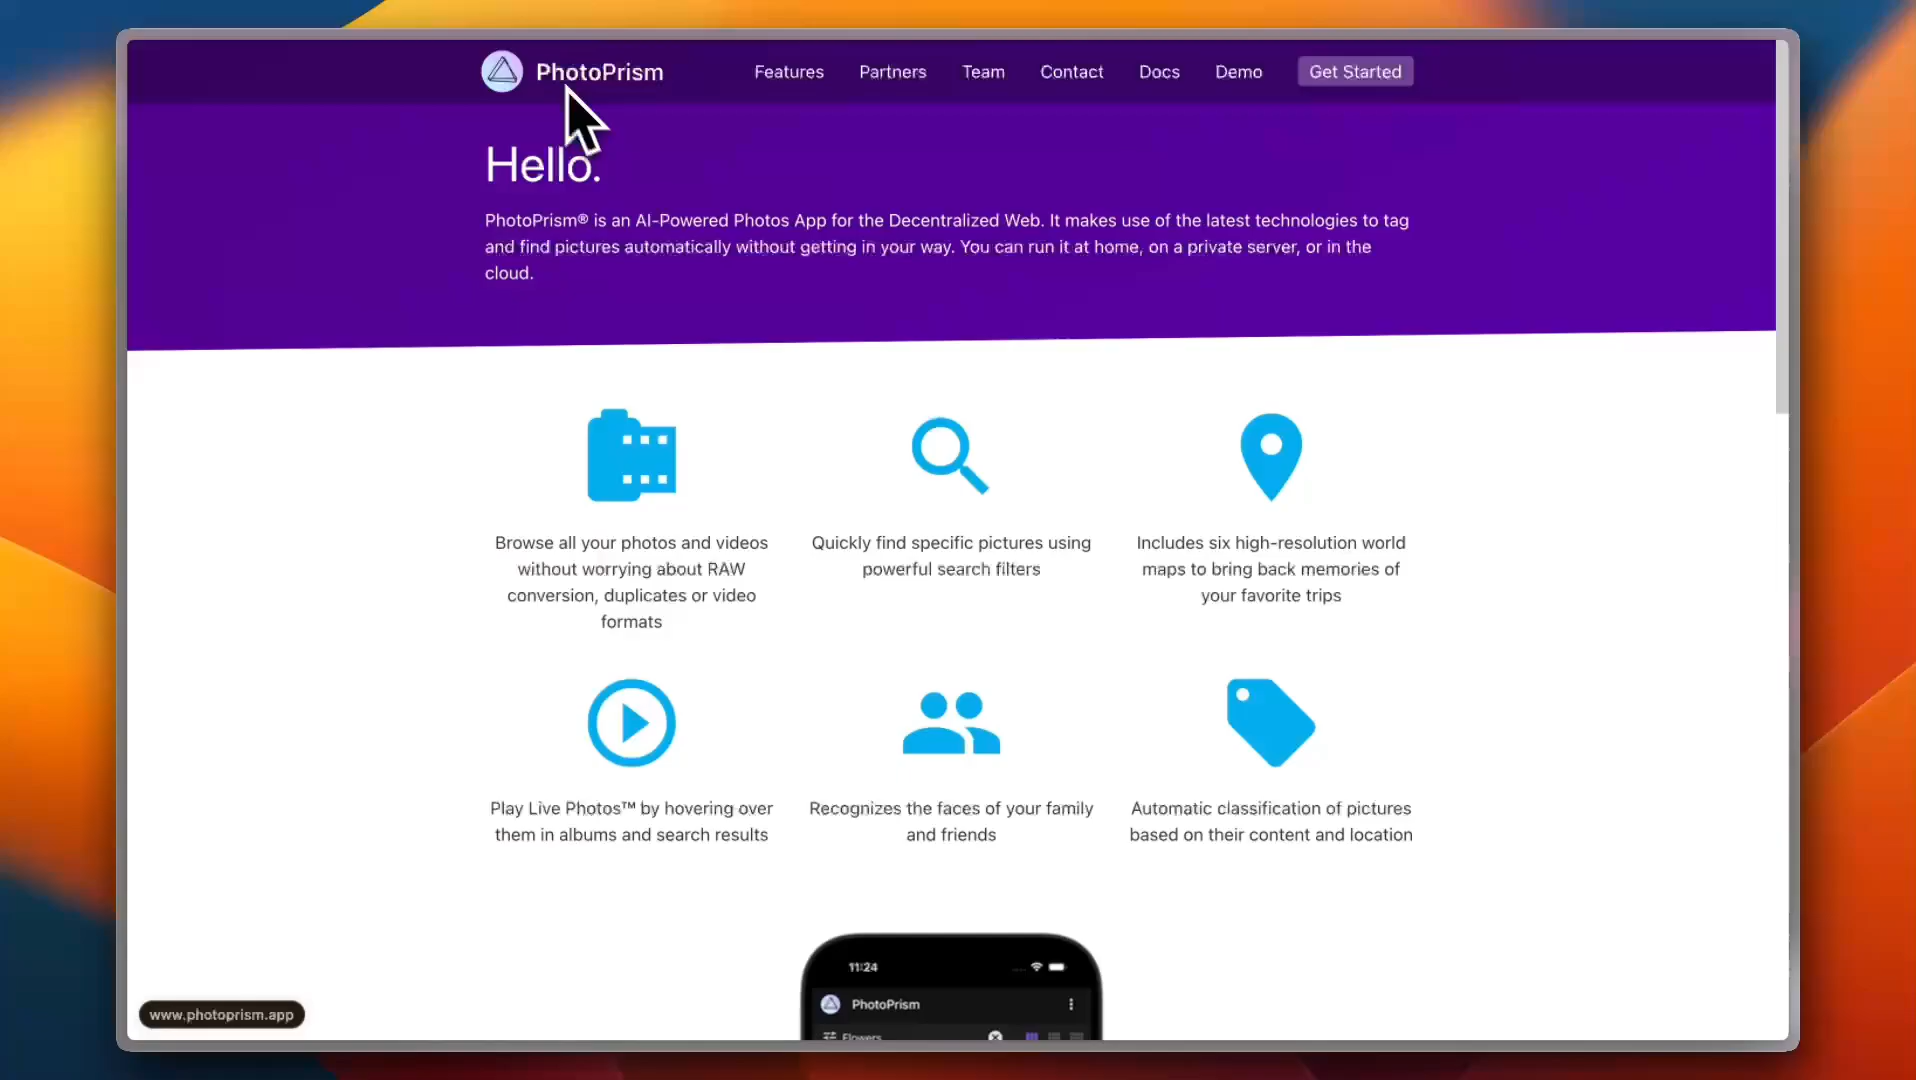 PhotoPrism
Features
Partners
Team
Contact
Docs
Demo
Get Started
Hello.
PhotoPrism® is an AI-Powered Photos App for the Decentralized Web. It makes use of the latest technologies to tag
and find pictures automatically without getting in your way. You can run it at home, on a private server, or in the
cloud.
Browse all your photos and videos
without worrying about RAW
conversion, duplicates or video
formats
Quickly find specific pictures using
powerful search filters
Includes six high-resolution world
maps to bring back memories of
your favorite trips
Play Live Photos™ by hovering over
them in albums and search results
Recognizes the faces of your family
and friends
Automatic classification of pictures
based on their content and location
11:24
PhotoPrism
Flowers
www.photoprism.app